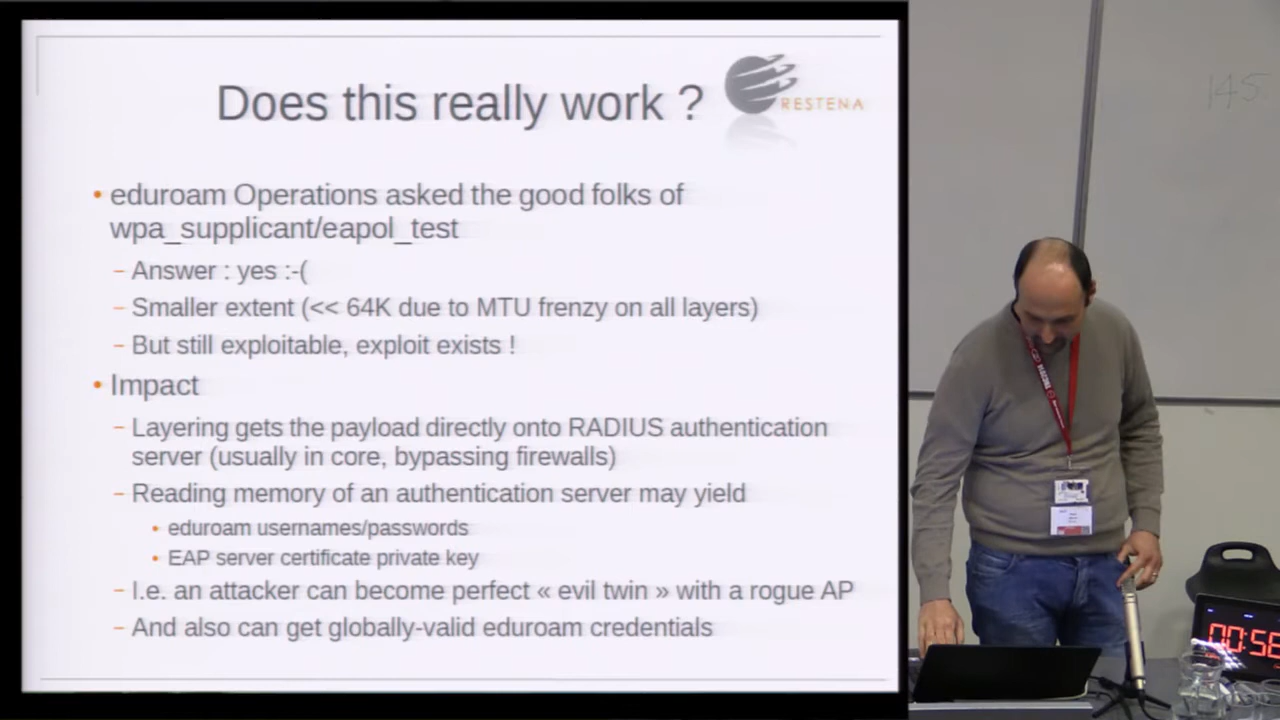 Does this really work ?
RESTENA
• eduroam Operations asked the good folks of
wpa_supplicant/eapol_test
– Answer : yes :-(
– Smaller extent (<< 64K due to MTU frenzy on all layers)
– But still exploitable, exploit exists !
• Impact
– Layering gets the payload directly onto RADIUS authentication
server (usually in core, bypassing firewalls)
– Reading memory of an authentication server may yield
• eduroam usernames/passwords
• EAP server certificate private key
– I.e. an attacker can become perfect « evil twin » with a rogue AP
– And also can get globally-valid eduroam credentials
145
00:56